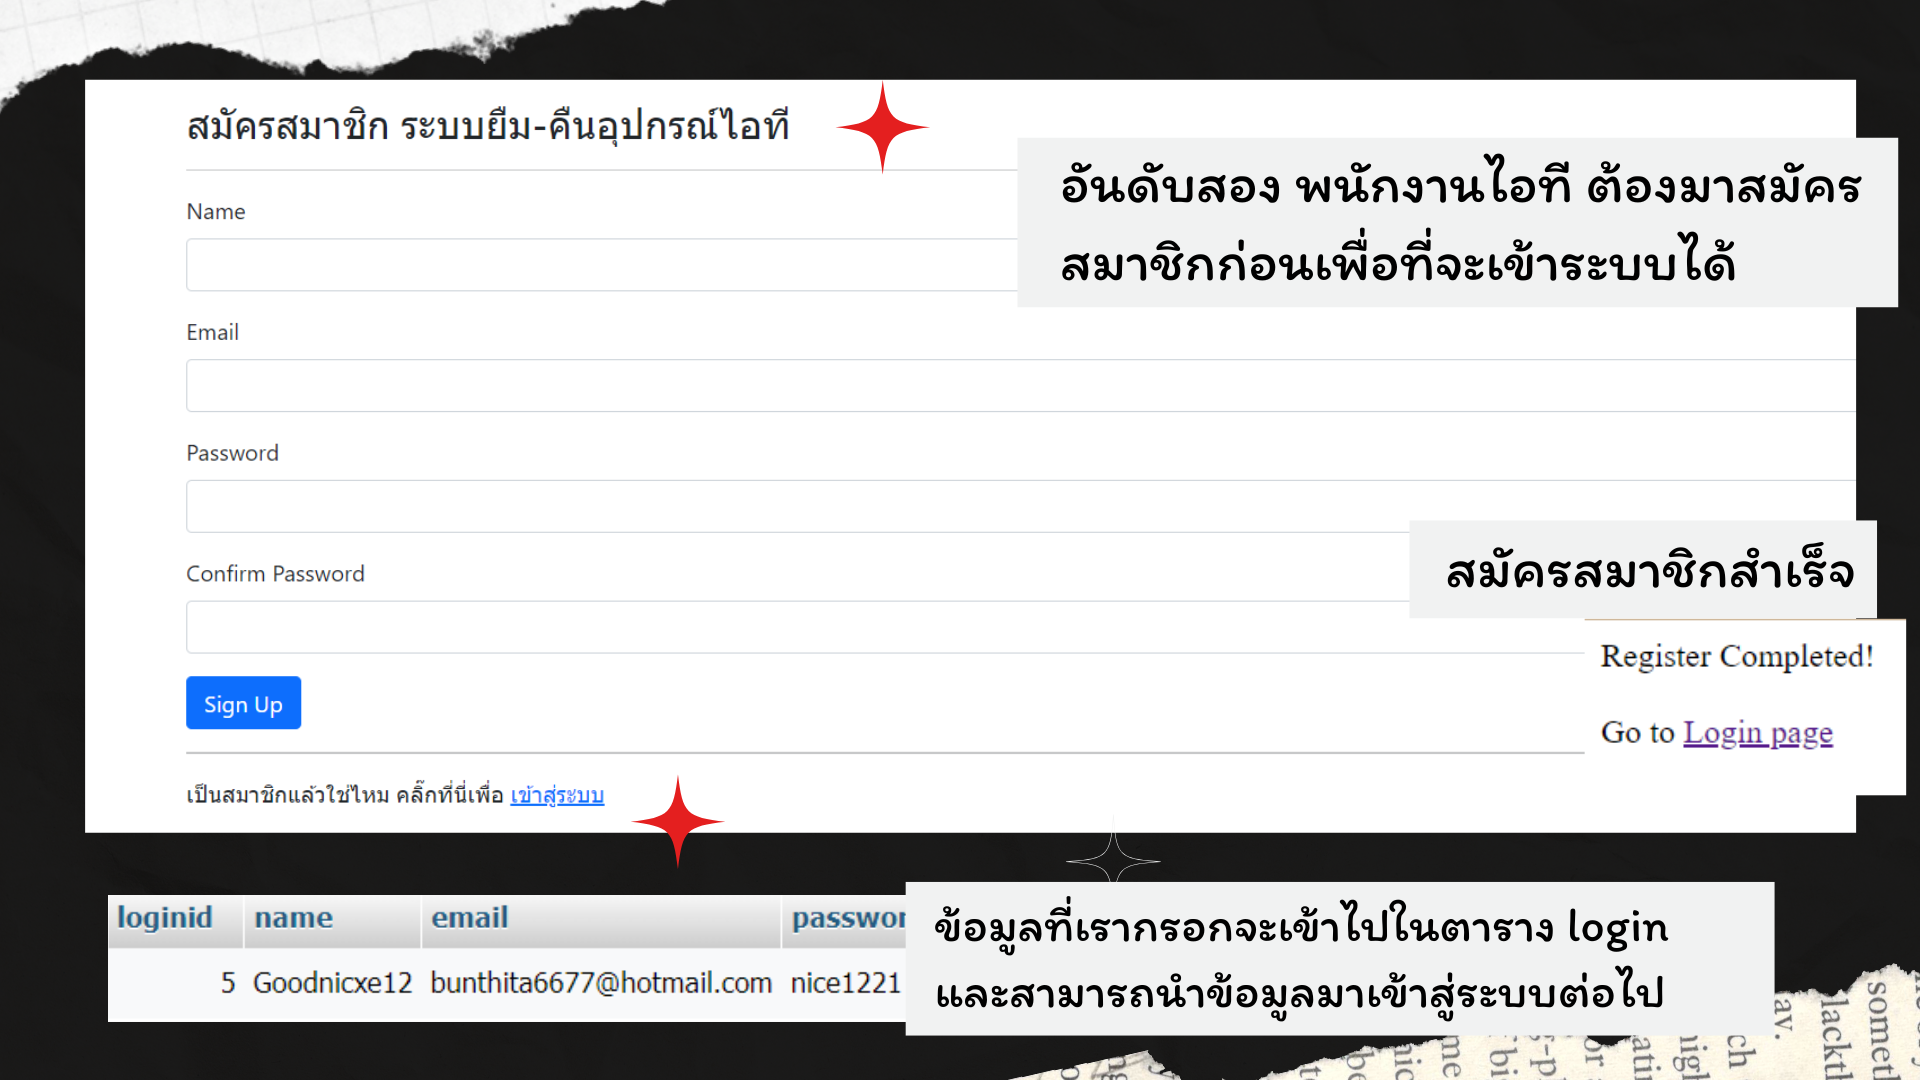 สมัครสมาชิก ระบบยืม-คืนอุปกรณ์ไอที
อันดับสอง พนักงานไอที ต้องมาสมัคร
สมาชิกก่อนเพื่อที่จะเข้าระบบได้
Name
Email
Password
Confirm Password
สมัครสมาชิกสำเร็จ
Register Completed!
Go to Login page
Sign Up
เป็นสมาชิกแล้วใช่ไหม คลิ๊กที่นี่เพื่อ เข้าสู่ระบบ
loginid name email passwor
5 Goodnicxe12 bunthita6677@hotmail.com nice1221
ข้อมูลที่เรากรอกจะเข้าไปในตาราง login
และสามารถนำข้อมูลมาเข้าสู่ระบบต่อไป
av.
lackt
somet
ch